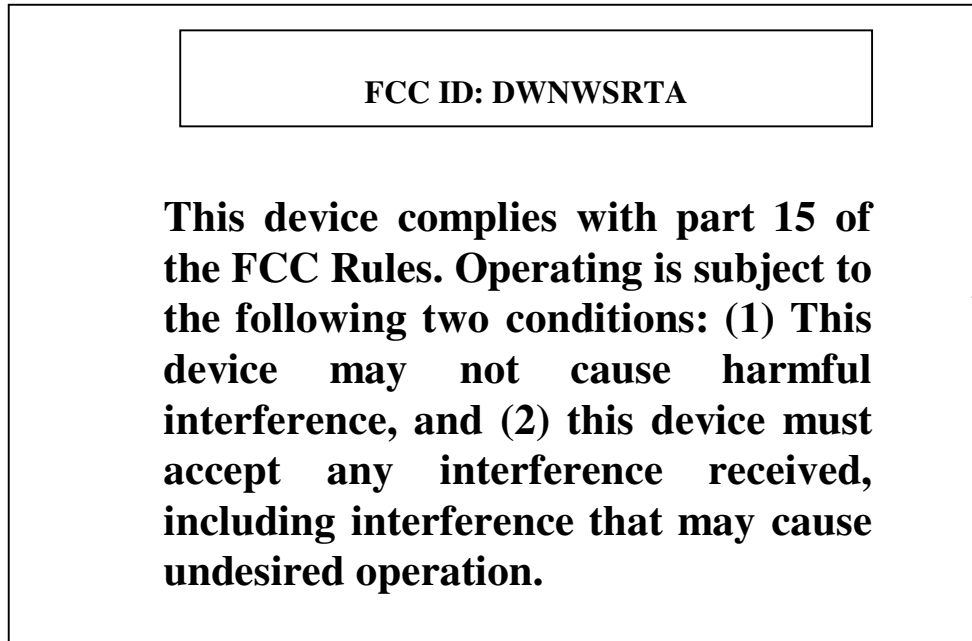 FCC ID: DWNWSRTA
This device complies with part 15 of
the FCC Rules. Operating is subject to
the following two conditions: (1) This
device may not cause harmful
interference, and (2) this device must
accept any interference received,
including interference that may cause
undesired operation.